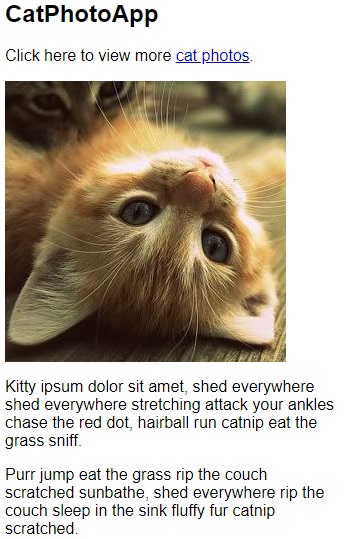 CatPhotoApp
Click here to view more cat photos.
Kitty ipsum dolor sit amet, shed everywhere
shed everywhere stretching attack your ankles
chase the red dot, hairball run catnip eat the
grass sniff.
Purr jump eat the grass rip the couch
scratched sunbathe, shed everywhere rip the
couch sleep in the sink fluffy fur catnip
scratched.